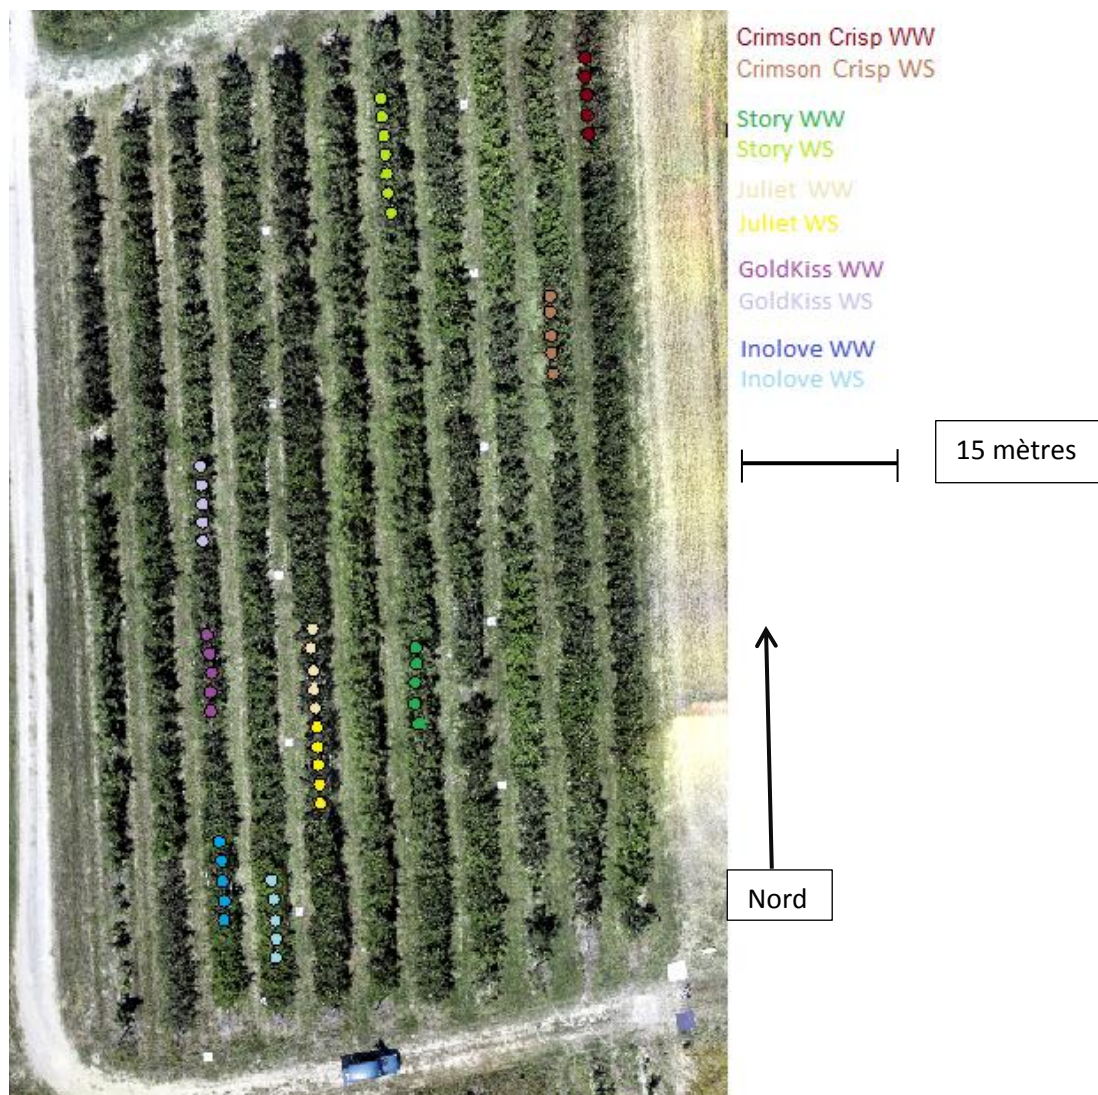 Crimson Crisp WW
Crimson Crisp WS
Story WW
Story WS
Juliet WW
Juliet WS
GoldKiss WW
GoldKiss WS
Inolove WW
Inolove WS
15 mètres
Nord